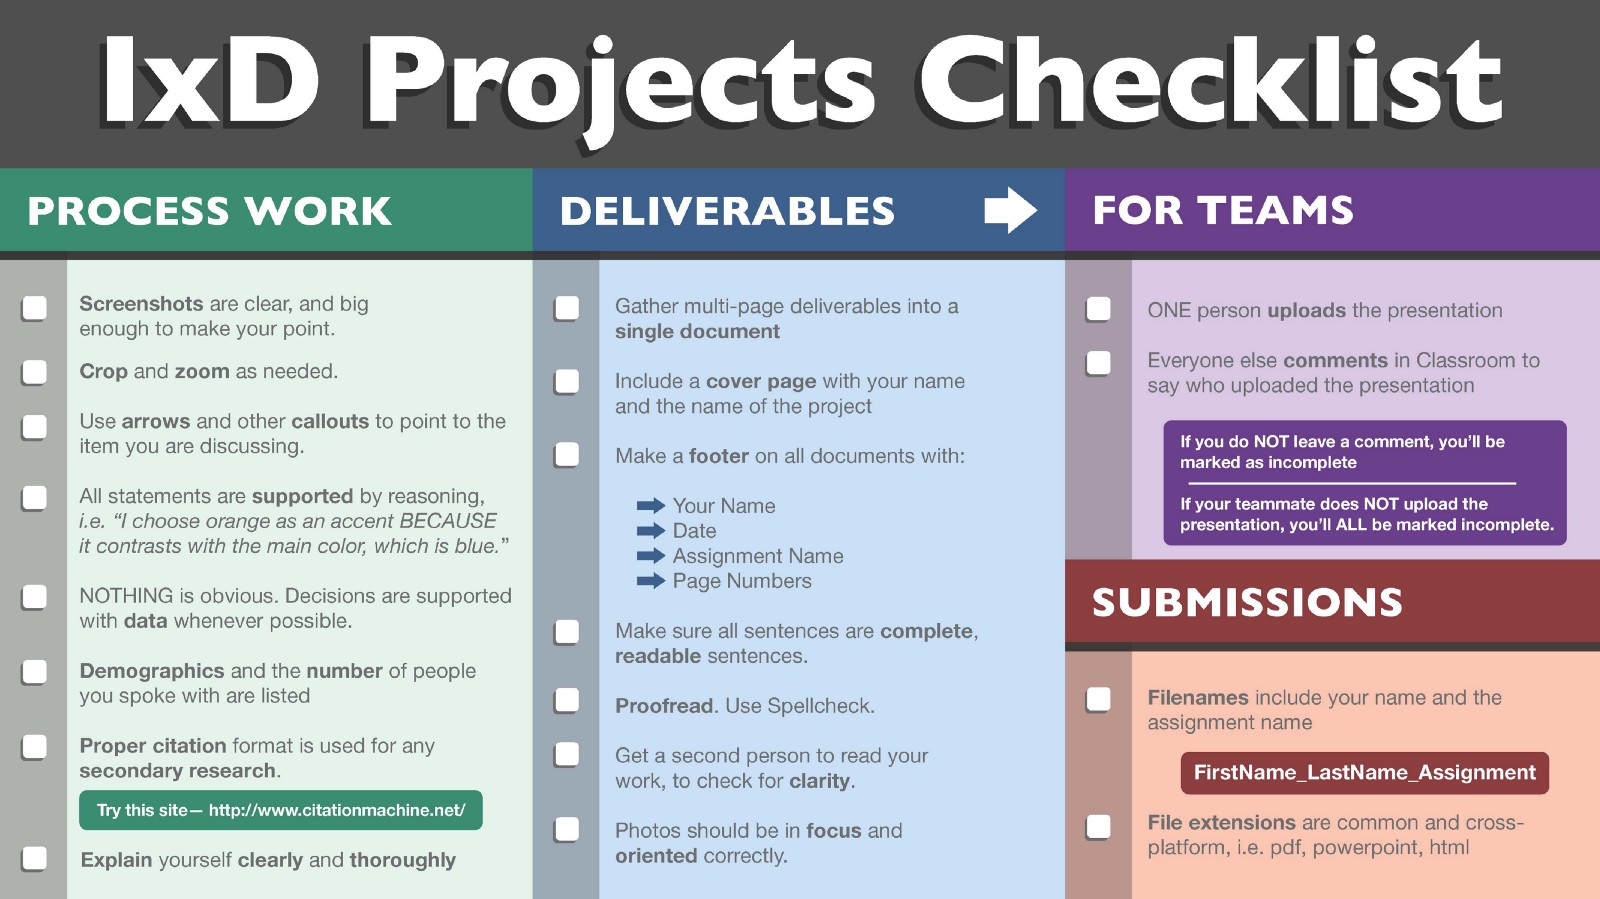 IxD Projects Checklist
PROCESS WORK
Screenshots are clear, and big
enough to make your point.
Crop and zoom as needed.
Use arrows and other callouts to point to the
item you are discussing.
All statements are supported by reasoning,
i.e. “I choose orange as an accent BECAUSE
it contrasts with the main color, which is blue.”
NOTHING is obvious. Decisions are supported
with data whenever possible.
Demographics and the number of people
you spoke with are listed
Proper citation format is used for any
secondary research.
Try this site— http://www.citationmachine.net/
Explain yourself clearly and thoroughly
DELIVERABLES
Gather multi-page deliverables into a
single document
Include a cover page with your name
and the name of the project
Make a footer on all documents with:
Your Name
Date
Assignment Name
Page Numbers
Make sure all sentences are complete,
readable sentences.
Proofread. Use Spellcheck.
Get a second person to read your
work, to check for clarity.
Photos should be in focus and
oriented correctly.
FOR TEAMS
ONE person uploads the presentation
Everyone else comments in Classroom to
say who uploaded the presentation
If you do NOT leave a comment, you’ll be
marked as incomplete
If your teammate does NOT upload the
presentation, you’ll ALL be marked incomplete.
SUBMISSIONS
Filenames include your name and the
assignment name
FirstName_LastName_Assignment
File extensions are common and cross-
platform, i.e. pdf, powerpoint, html